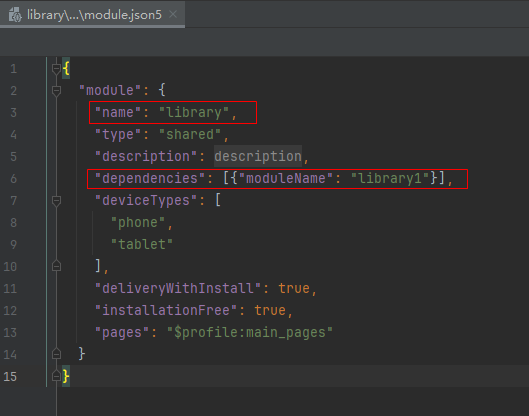 library\...\module.json5
1 {
2 "module": {
3 "name": "library",
4 "type": "shared",
5 "description": description,
6 "dependencies": [{"moduleName": "library1"}],
7 "deviceTypes": [
8 "phone",
9 "tablet"
10 ],
11 "deliveryWithInstall": true,
12 "installationFree": true,
13 "pages": "$profile:main_pages"
14 }
15 }